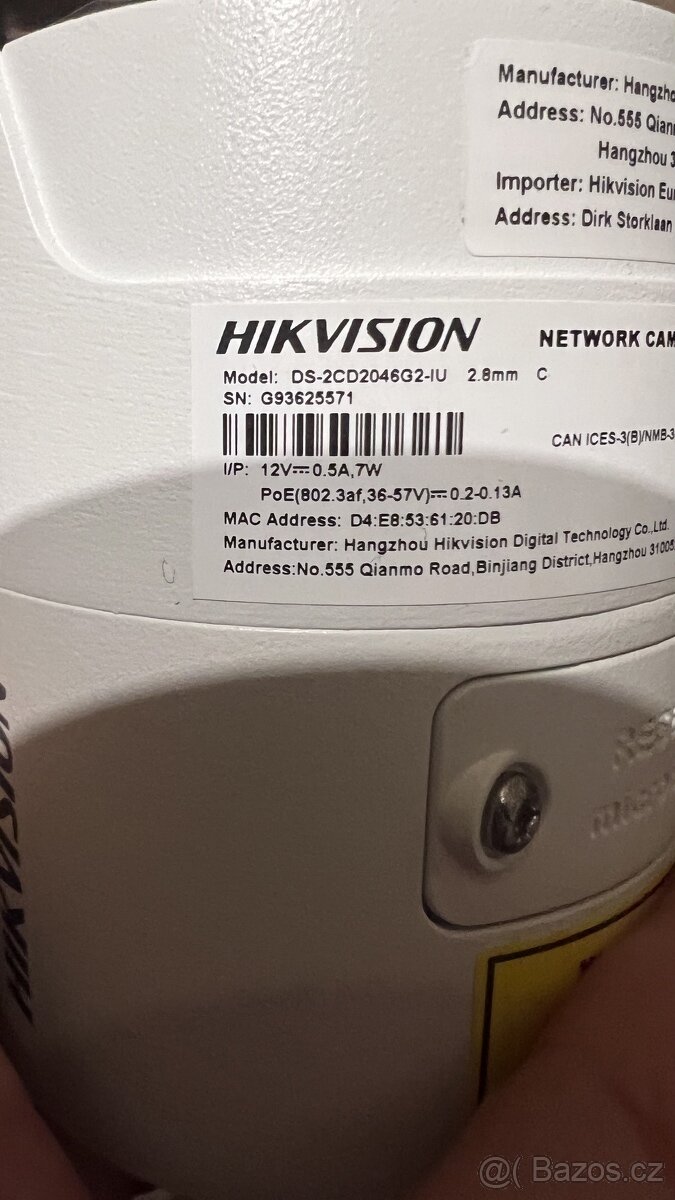 Manufacturer: Hangzho
Address: No.555 Qian
Hangzhou 3
Importer: Hikvision Eu
Address: Dirk Storklaan
HIKVISION NETWORK CAM
Model: DS-2CD2046G2-IU 2.8mm C
SN: G93625571
CAN ICES-3(B)/NMB-3
I/P: 12V⎓0.5A,7W
PoE(802.3af,36-57V)⎓0.2-0.13A
MAC Address: D4:E8:53:61:20:DB
Manufacturer: Hangzhou Hikvision Digital Technology Co.,Ltd.
Address:No.555 Qianmo Road,Binjiang District,Hangzhou 31005
HIKVISION
@( Bazos.cz